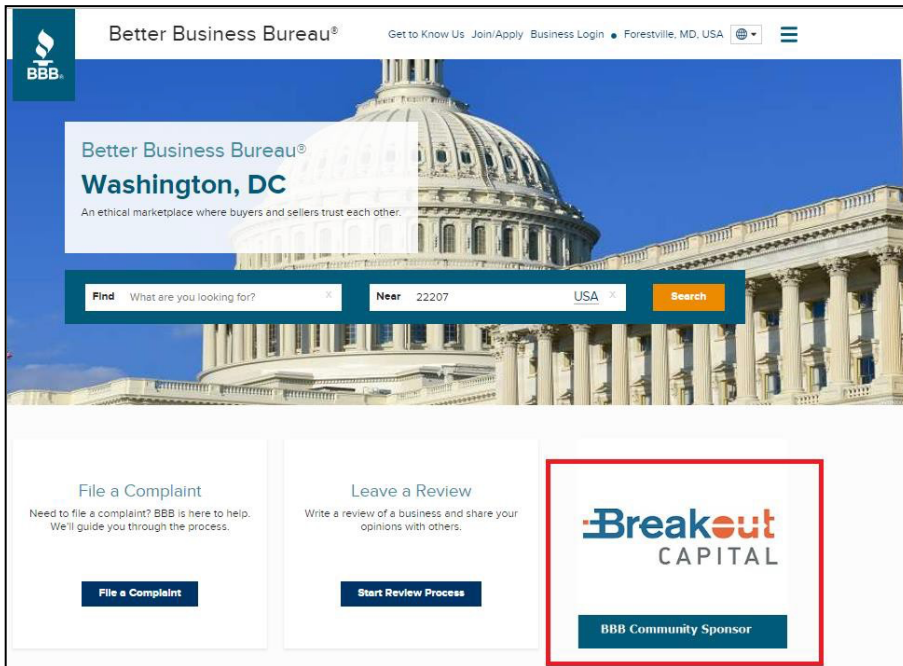 Better Business Bureau®
Get to Know Us Join/Apply Business Login • Forestville, MD, USA
BBB®
Better Business Bureau®
Washington, DC
An ethical marketplace where buyers and sellers trust each other.
Find What are you looking for? X Near 22207 USA X Search
File a Complaint
Need to file a complaint? BBB is here to help.
We'll guide you through the process.
File a Complaint
Leave a Review
Write a review of a business and share your
opinions with others.
Start Review Process
Breakout
CAPITAL
BBB Community Sponsor